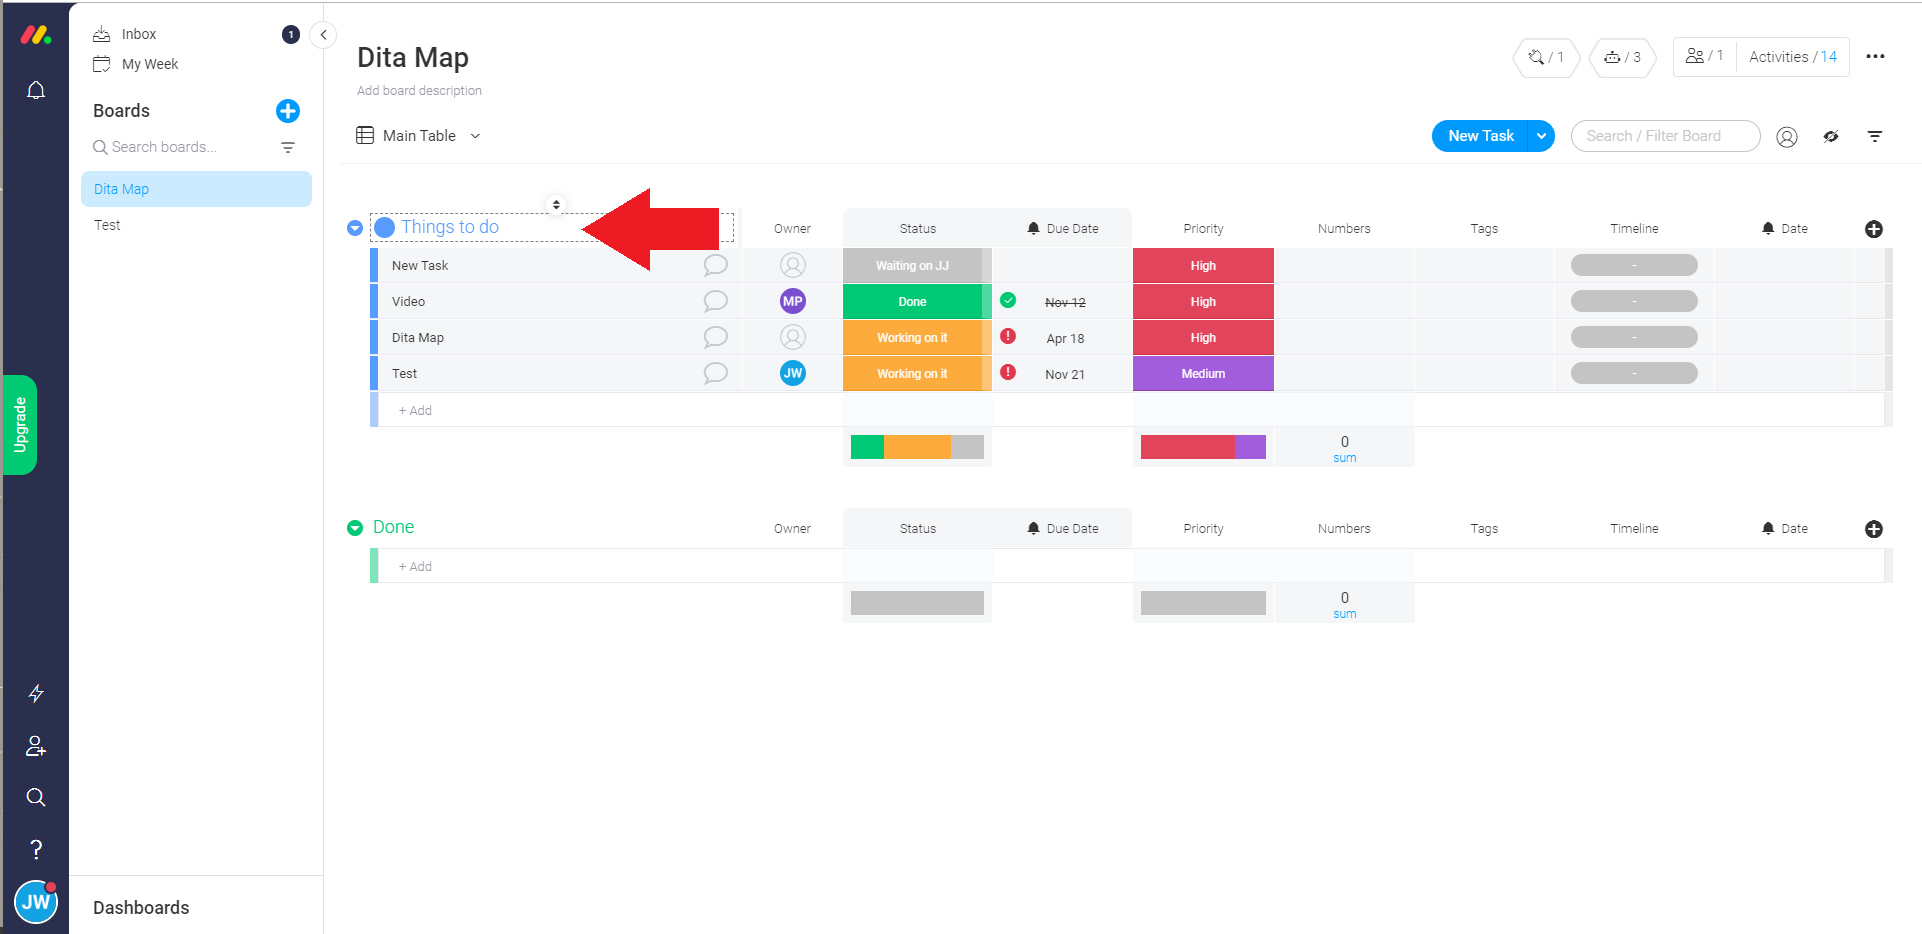 Inbox 1
My Week
Boards
Search boards...
Dita Map
Test
Upgrade
JW
Dashboards
Dita Map
Add board description
/ 1 / 3 / 1 Activities / 14
Main Table
New Task Search / Filter Board
Things to do Owner Status Due Date Priority Numbers Tags Timeline Date
New Task Waiting on JJ High -
Video MP Done Nov 12 High -
Dita Map Working on it ! Apr 18 High -
Test JW Working on it ! Nov 21 Medium -
+ Add
0
sum
Done Owner Status Due Date Priority Numbers Tags Timeline Date
+ Add
0
sum